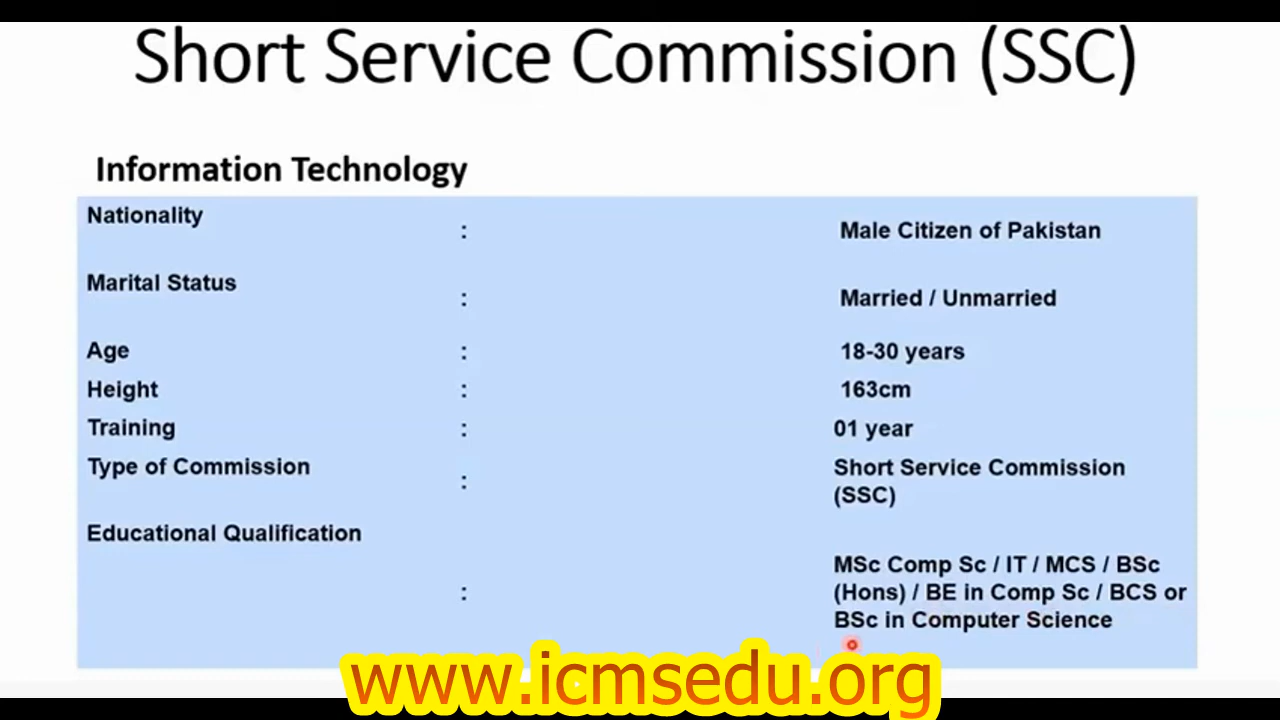 Short Service Commission (SSC)
Information Technology
Nationality : Male Citizen of Pakistan
Marital Status : Married / Unmarried
Age : 18-30 years
Height : 163cm
Training : 01 year
Type of Commission : Short Service Commission
(SSC)
Educational Qualification : MSc Comp Sc / IT / MCS / BSc
(Hons) / BE in Comp Sc / BCS or
BSc in Computer Science
www.icmsedu.org